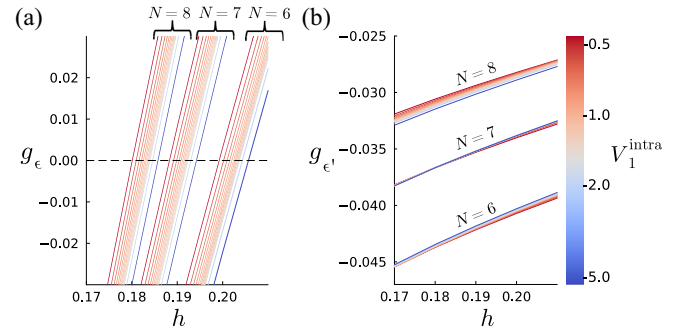 (a)
N = 8 N = 7 N = 6
0.02
0.01
0.00
−0.01
−0.02
g_ϵ
0.17 0.18 0.19 0.20
h
(b)
−0.025
−0.030
−0.035
−0.040
−0.045
g_ϵ'
N = 8
N = 7
N = 6
0.17 0.18 0.19 0.20
h
-0.5
-1.0
-2.0
-5.0
V_1^intra